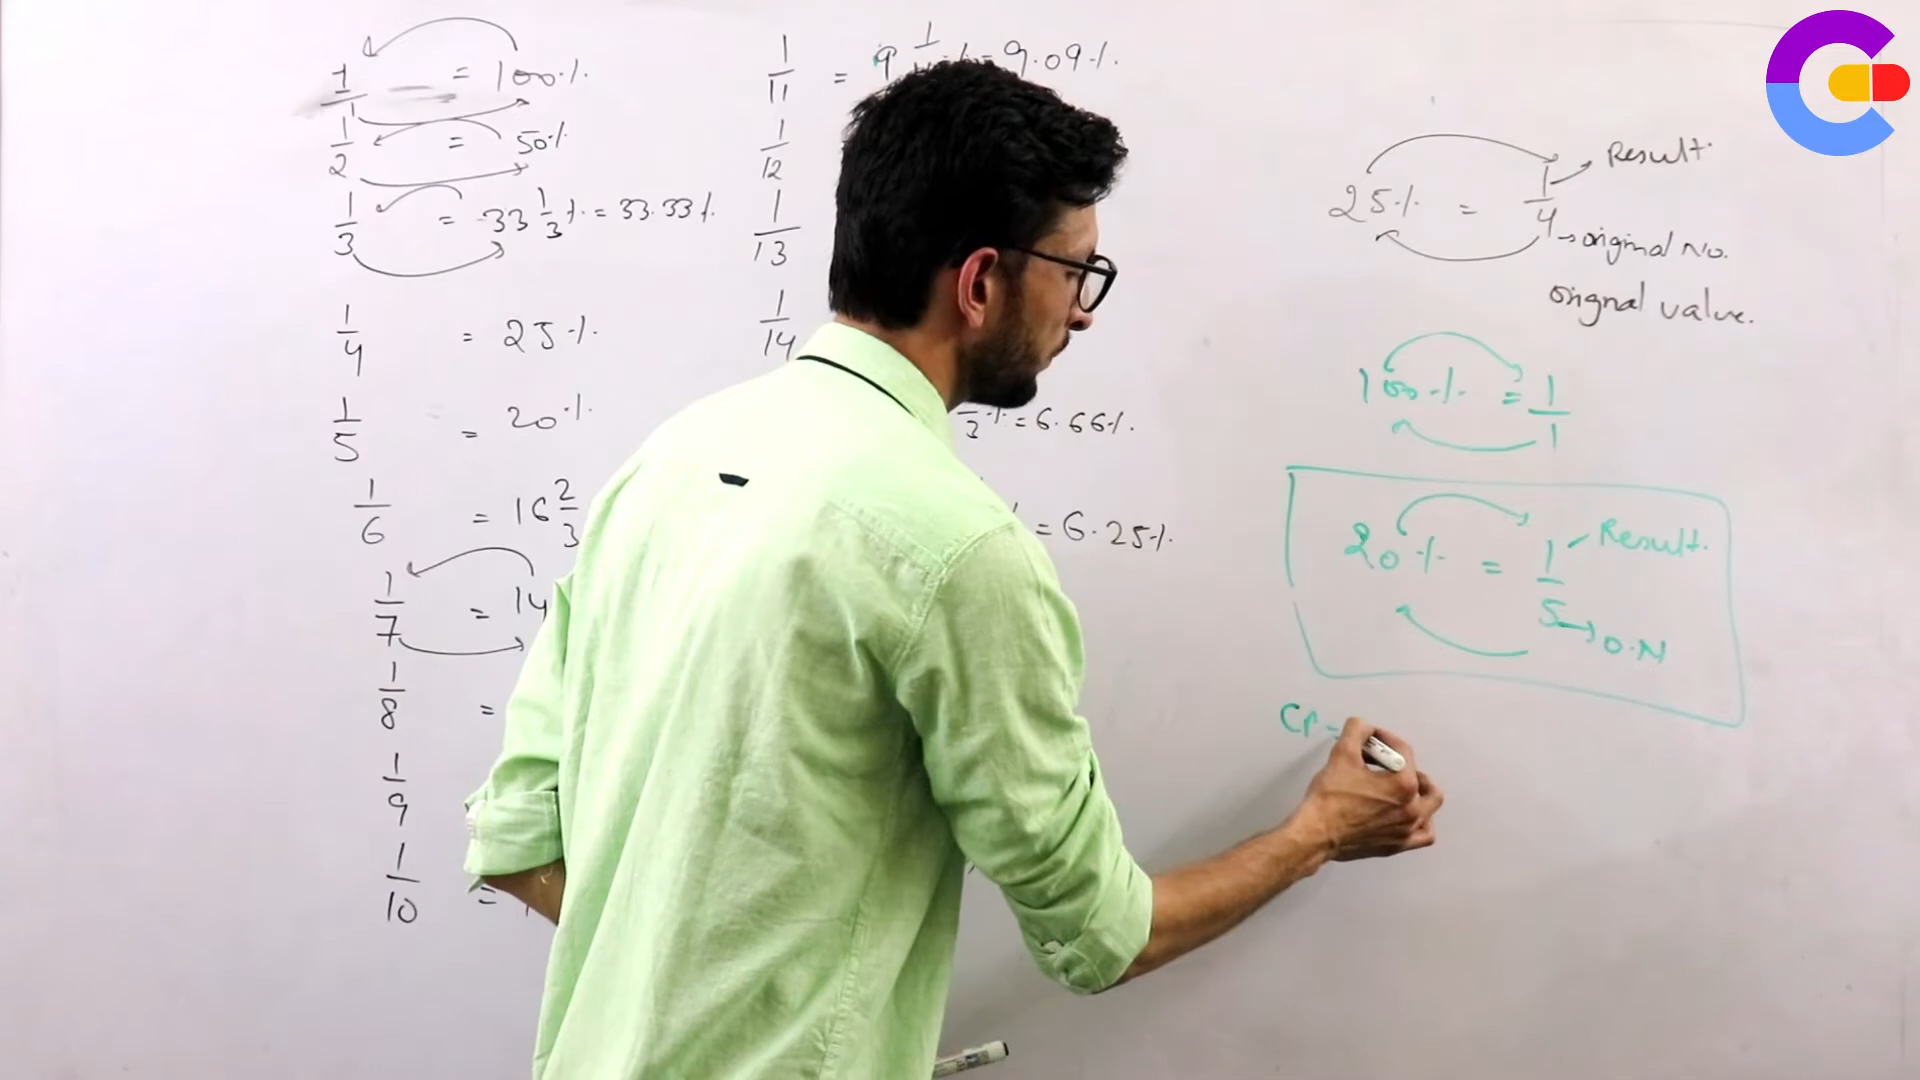 1/1 = 100%
1/2 = 50%
1/3 = 33 1/3 % = 33.33%
1/4 = 25%
1/5 = 20%
1/6 = 16 2/3
1/7 = 14
1/8 =
1/9
1/10 =
1/11 = 9 1/ % = 9.09%
1/12
1/13
1/14
/3 % = 6.66%
= 6.25%
25% = 1/4
Result
original No.
original value.
100% = 1/1
20% = 1/5
Result.
O.N
CP =